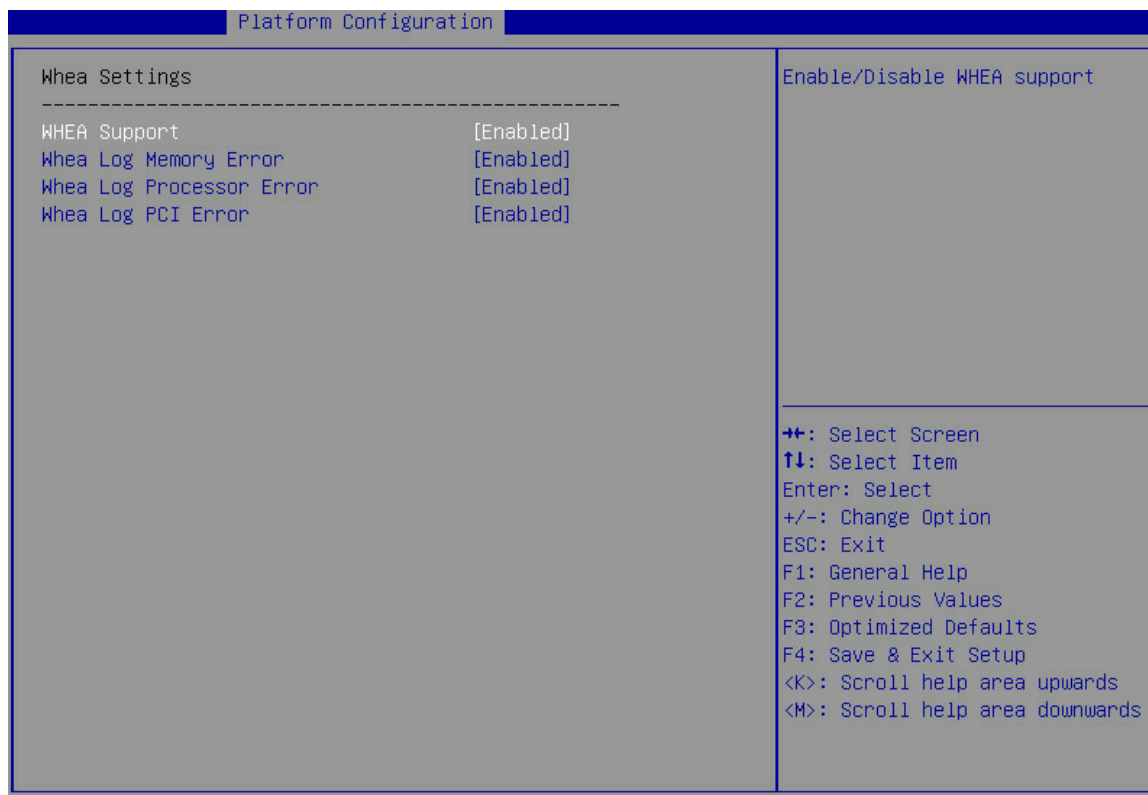 Platform Configuration
Whea Settings
--------------------------------------------------
WHEA Support [Enabled]
Whea Log Memory Error [Enabled]
Whea Log Processor Error [Enabled]
Whea Log PCI Error [Enabled]
Enable/Disable WHEA support
→←: Select Screen
↑↓: Select Item
Enter: Select
+/-: Change Option
ESC: Exit
F1: General Help
F2: Previous Values
F3: Optimized Defaults
F4: Save & Exit Setup
<K>: Scroll help area upwards
<M>: Scroll help area downwards